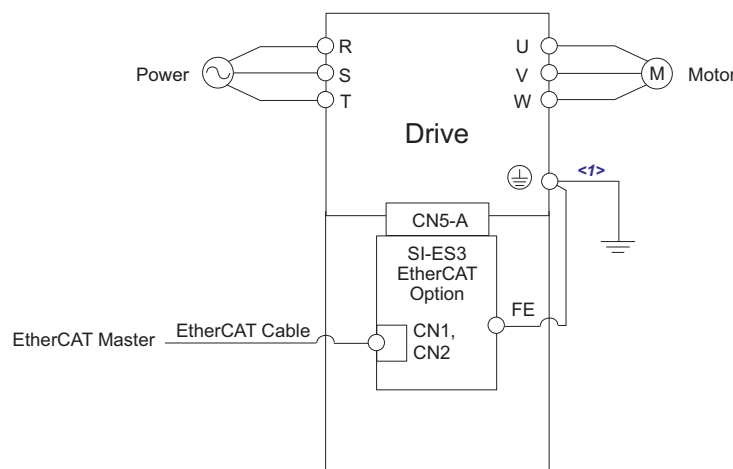 R
U
Power
S
V
M
Motor
T
W
Drive
<1>
CN5-A
SI-ES3
EtherCAT
Option
FE
EtherCAT Master
EtherCAT Cable
CN1,
CN2